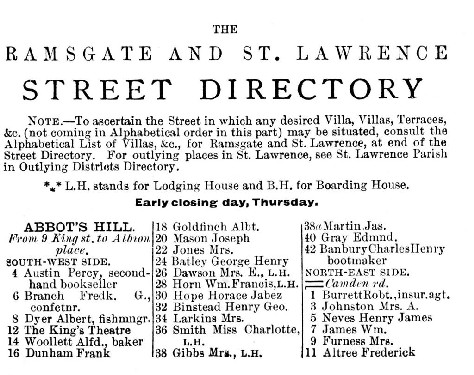 THE
RAMSGATE AND ST. LAWRENCE
STREET DIRECTORY
NOTE.—To ascertain the Street in which any desired Villa, Villas, Terraces,
&c. (not coming in Alphabetical order in this part) may be situated, consult the
Alphabetical List of Villas, &c., for Ramsgate and St. Lawrence, at end of the
Street Directory. For outlying places in St. Lawrence, see St. Lawrence Parish
in Outlying Districts Directory.
*** L.H. stands for Lodging House and B.H. for Boarding House.
Early closing day, Thursday.
ABBOT'S HILL.
From 9 King st. to Albion
place.
SOUTH-WEST SIDE.
4 Austin Percy, second-
hand bookseller
6 Branch Fredk. G.,
confctnr.
8 Dyer Albert, fishmngr.
12 The King's Theatre
14 Woollett Alfd., baker
16 Dunham Frank
18 Goldfinch Albt.
20 Mason Joseph
22 Jones Mrs.
24 Bailey George Henry
26 Dawson Mrs. E., L.H.
28 Horn Wm. Francis, L.H.
30 Hope Horace Jabez
32 Binstead Henry Geo.
34 Larkins Mrs.
36 Smith Miss Charlotte,
L.H.
38 Gibbs Mrs., L.H.
38a Martin Jas.
40 Gray Edmnd.
42 Banbury Charles Henry
bootmaker
NORTH-EAST SIDE.
Camden rd.
1 Burrett Robt., insur. agt.
3 Johnston Mrs. A.
5 Neves Henry James
7 James Wm.
9 Furness Mrs.
11 Altree Frederick